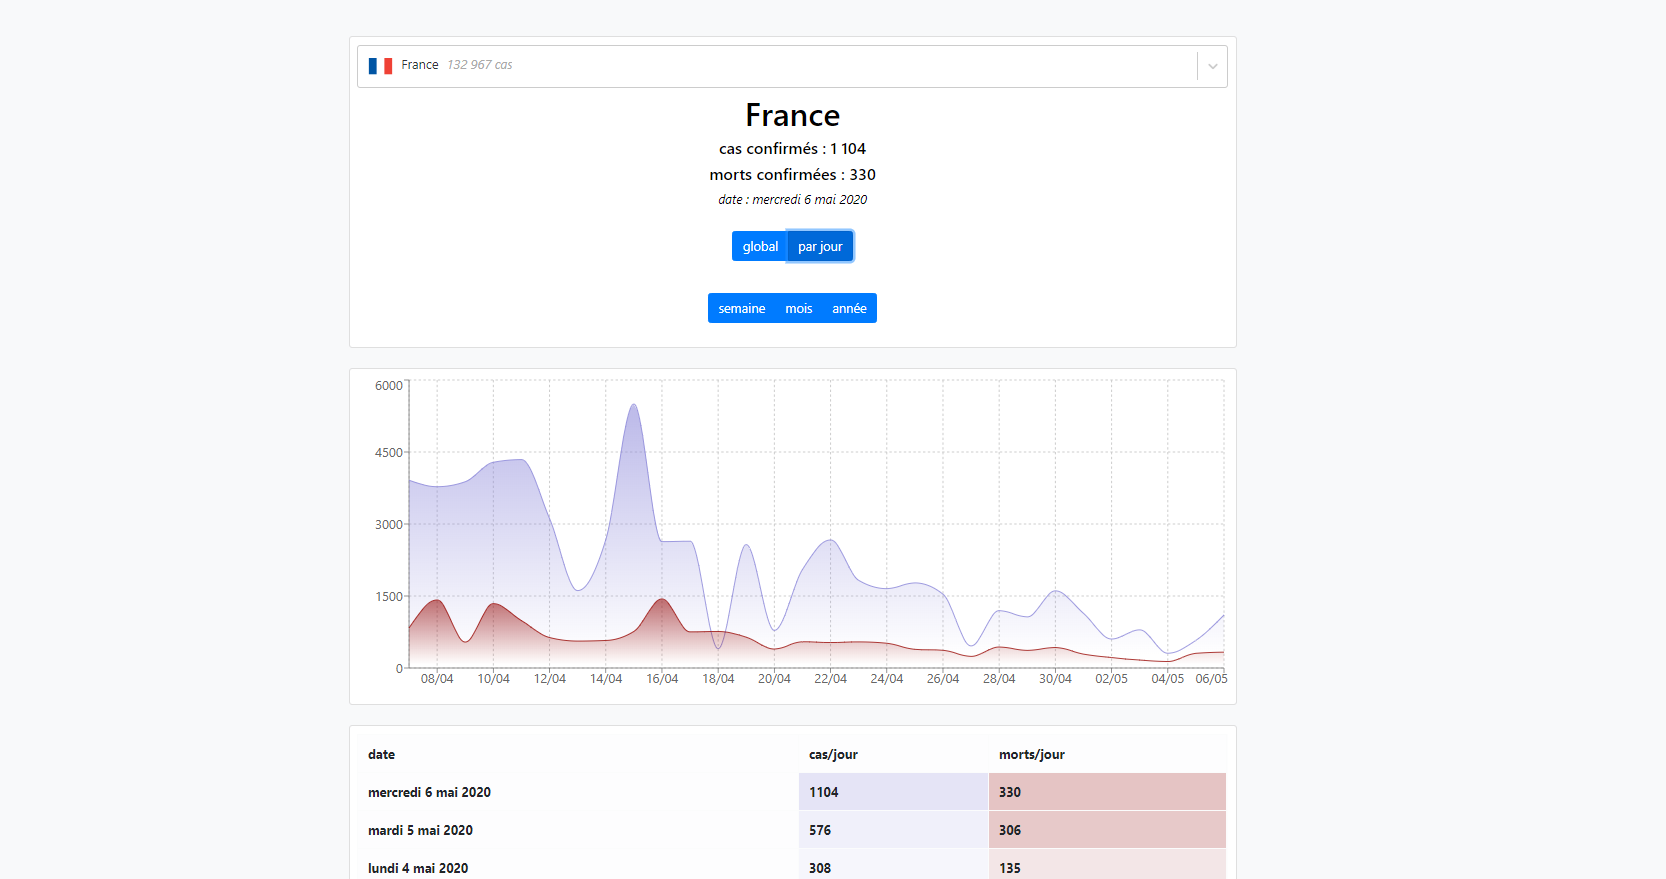 France 132 967 cas
France
cas confirmés : 1 104
morts confirmées : 330
date : mercredi 6 mai 2020
global par jour
semaine mois année
6000
4500
3000
1500
0
08/04 10/04 12/04 14/04 16/04 18/04 20/04 22/04 24/04 26/04 28/04 30/04 02/05 04/05 06/05
date cas/jour morts/jour
mercredi 6 mai 2020 1104 330
mardi 5 mai 2020 576 306
lundi 4 mai 2020 308 135